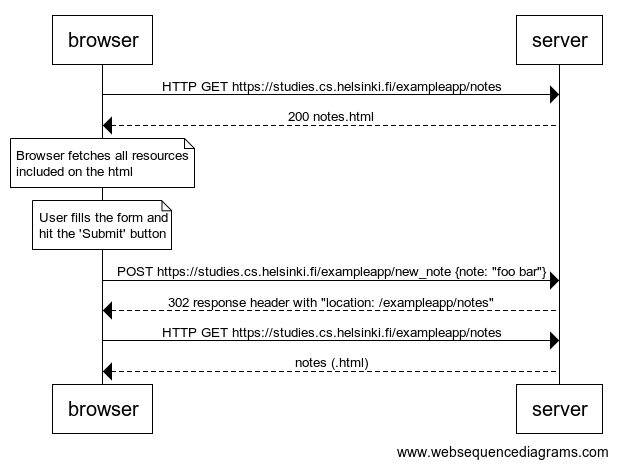 browser
server
HTTP GET https://studies.cs.helsinki.fi/exampleapp/notes
200 notes.html
Browser fetches all resources
included on the html
User fills the form and
hit the 'Submit' button
POST https://studies.cs.helsinki.fi/exampleapp/new_note {note: "foo bar"}
302 response header with "location: /exampleapp/notes"
HTTP GET https://studies.cs.helsinki.fi/exampleapp/notes
notes (.html)
browser
server
www.websequencediagrams.com